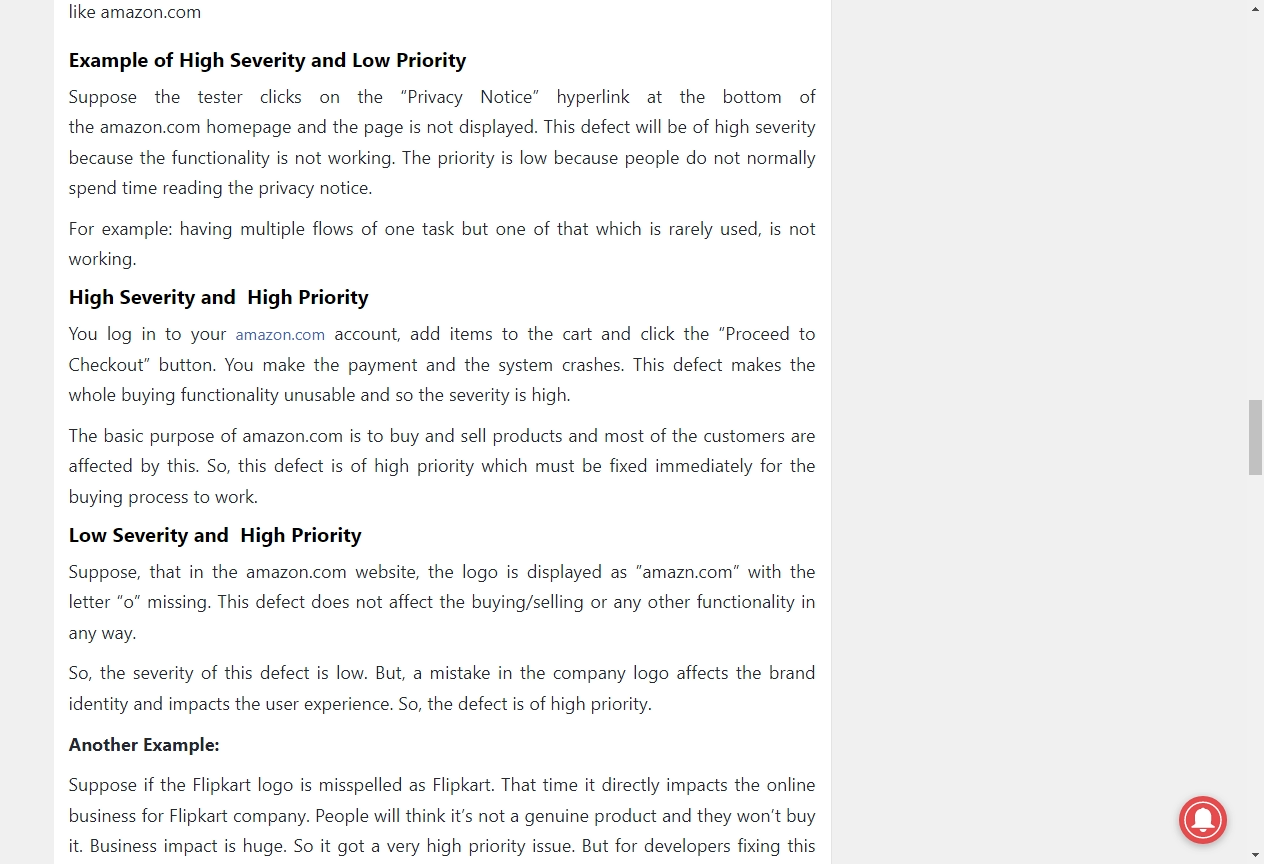 like amazon.com
Example of High Severity and Low Priority
Suppose the tester clicks on the “Privacy Notice” hyperlink at the bottom of
the amazon.com homepage and the page is not displayed. This defect will be of high severity
because the functionality is not working. The priority is low because people do not normally
spend time reading the privacy notice.
For example: having multiple flows of one task but one of that which is rarely used, is not
working.
High Severity and  High Priority
You log in to your amazon.com account, add items to the cart and click the “Proceed to
Checkout” button. You make the payment and the system crashes. This defect makes the
whole buying functionality unusable and so the severity is high.
The basic purpose of amazon.com is to buy and sell products and most of the customers are
affected by this. So, this defect is of high priority which must be fixed immediately for the
buying process to work.
Low Severity and  High Priority
Suppose, that in the amazon.com website, the logo is displayed as “amazn.com” with the
letter “o” missing. This defect does not affect the buying/selling or any other functionality in
any way.
So, the severity of this defect is low. But, a mistake in the company logo affects the brand
identity and impacts the user experience. So, the defect is of high priority.
Another Example:
Suppose if the Flipkart logo is misspelled as Flipkart. That time it directly impacts the online
business for Flipkart company. People will think it’s not a genuine product and they won’t buy
it. Business impact is huge. So it got a very high priority issue. But for developers fixing this